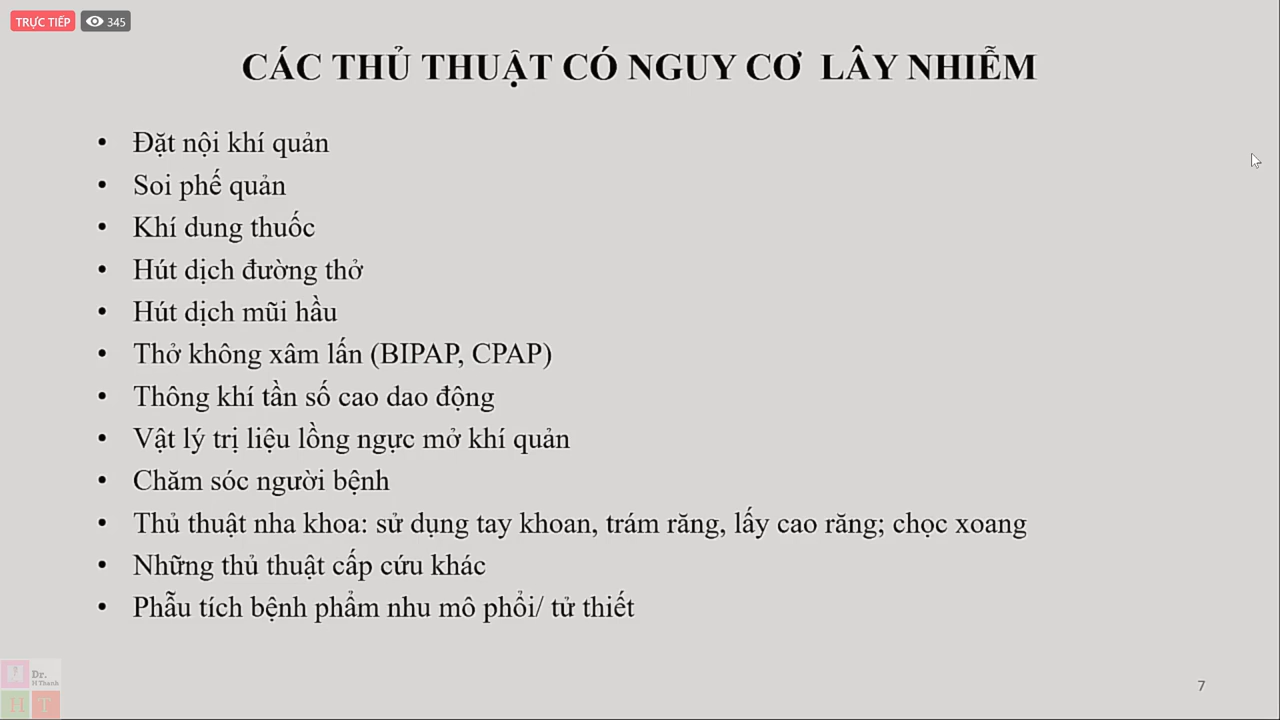 TRỰC TIẾP 345
CÁC THỦ THUẬT CÓ NGUY CƠ LÂY NHIỄM
• Đặt nội khí quản
• Soi phế quản
• Khí dung thuốc
• Hút dịch đường thở
• Hút dịch mũi hầu
• Thở không xâm lấn (BIPAP, CPAP)
• Thông khí tần số cao dao động
• Vật lý trị liệu lồng ngực mở khí quản
• Chăm sóc người bệnh
• Thủ thuật nha khoa: sử dụng tay khoan, trám răng, lấy cao răng; chọc xoang
• Những thủ thuật cấp cứu khác
• Phẫu tích bệnh phẩm nhu mô phổi/ tử thiết
Dr.
H Thanh
H T
7